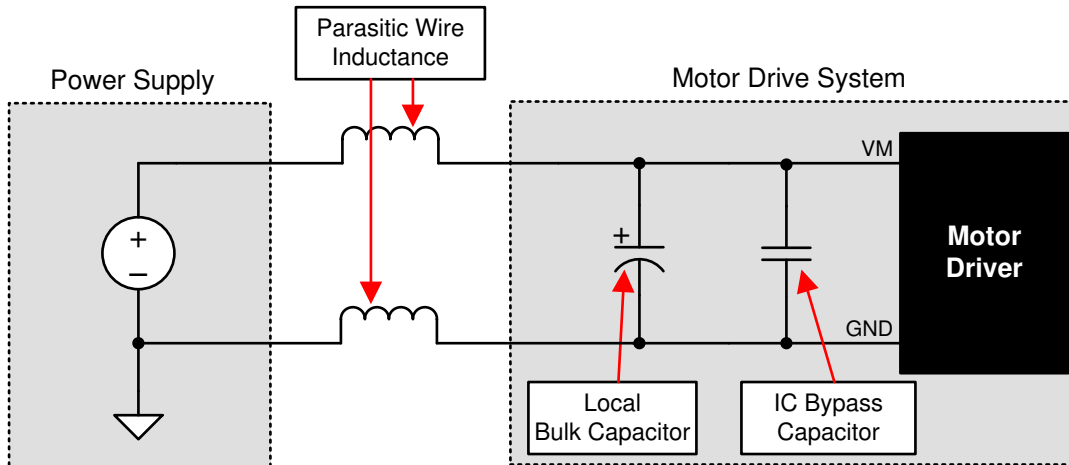 Parasitic Wire
Inductance
Power Supply
Motor Drive System
VM
+
−
+
Motor
Driver
GND
Local
Bulk Capacitor
IC Bypass
Capacitor